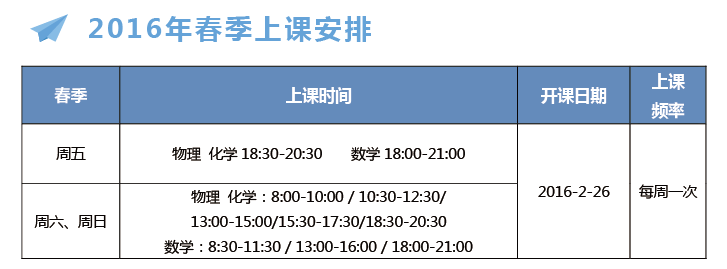 2016年春季上课安排
春季 上课时间 开课日期 上课
频率
周五 物理 化学 18:30-20:30 数学 18:00-21:00
周六、周日 物理 化学：8:00-10:00 / 10:30-12:30/
13:00-15:00/15:30-17:30/18:30-20:30
数学：8:30-11:30 / 13:00-16:00 / 18:00-21:00
2016-2-26 每周一次